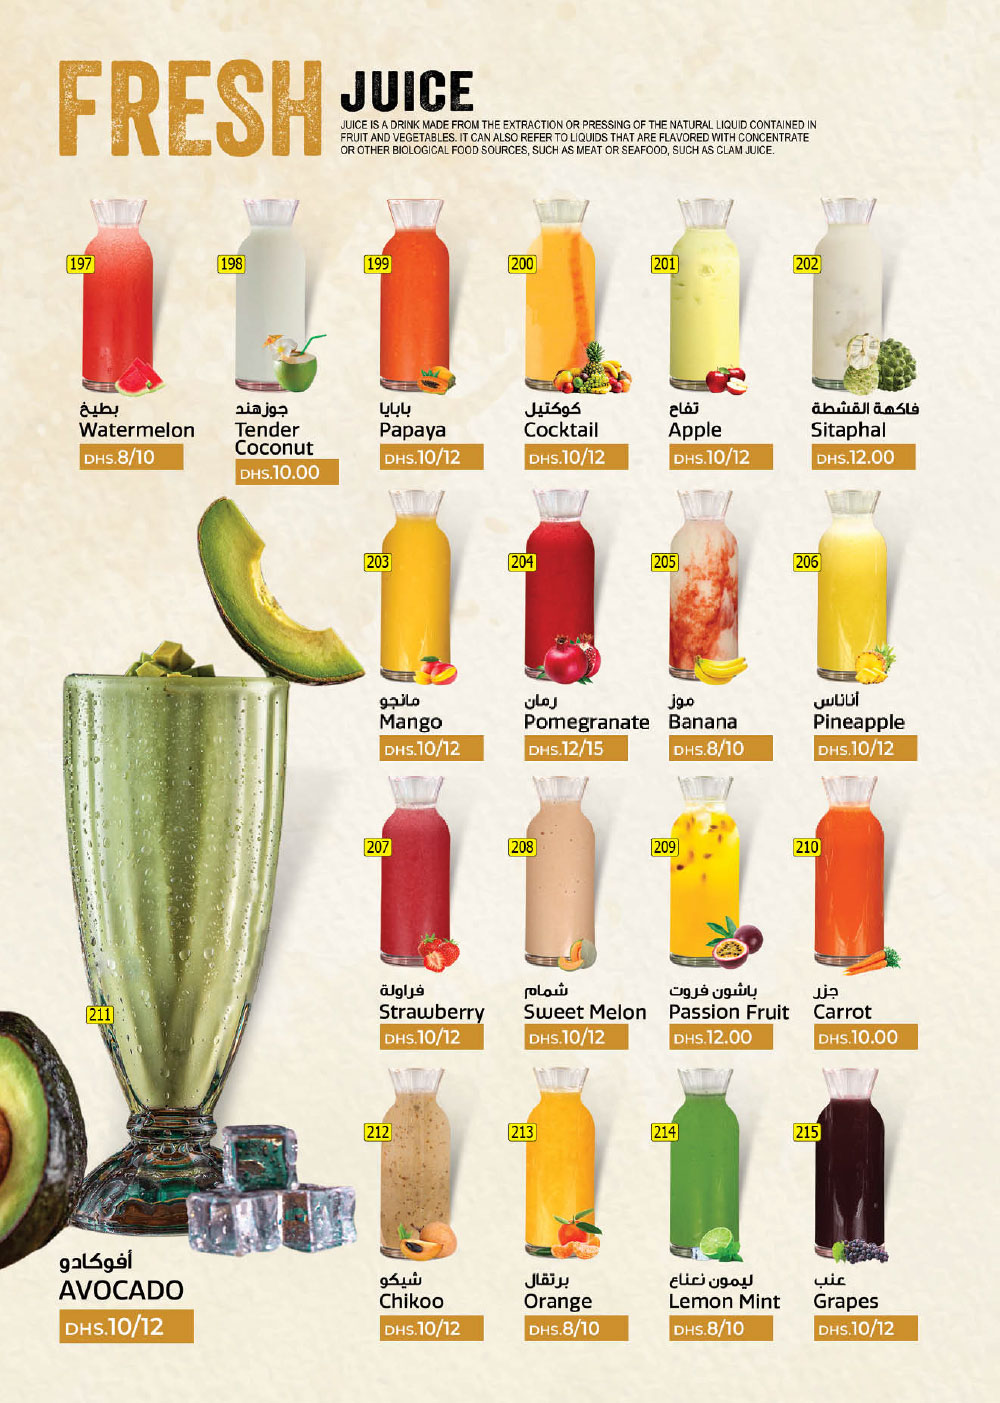 FRESH JUICE
JUICE IS A DRINK MADE FROM THE EXTRACTION OR PRESSING OF THE NATURAL LIQUID CONTAINED IN
FRUIT AND VEGETABLES. IT CAN ALSO REFER TO LIQUIDS THAT ARE FLAVORED WITH CONCENTRATE
OR OTHER BIOLOGICAL FOOD SOURCES, SUCH AS MEAT OR SEAFOOD, SUCH AS CLAM JUICE.
197
بطيخ
Watermelon
DHS.8/10
198
جوزهند
Tender
Coconut
DHS.10.00
199
بابايا
Papaya
DHS.10/12
200
كوكتيل
Cocktail
DHS.10/12
201
تفاح
Apple
DHS.10/12
202
فاكهة القشطة
Sitaphal
DHS.12.00
203
مانجو
Mango
DHS.10/12
204
رمان
Pomegranate
DHS.12/15
205
موز
Banana
DHS.8/10
206
أناناس
Pineapple
DHS.10/12
207
فراولة
Strawberry
DHS.10/12
208
شمام
Sweet Melon
DHS.10/12
209
باشون فروت
Passion Fruit
DHS.12.00
210
جزر
Carrot
DHS.10.00
211
أفوكادو
AVOCADO
DHS.10/12
212
شيكو
Chikoo
DHS.10/12
213
برتقال
Orange
DHS.8/10
214
ليمون نعناع
Lemon Mint
DHS.8/10
215
عنب
Grapes
DHS.10/12